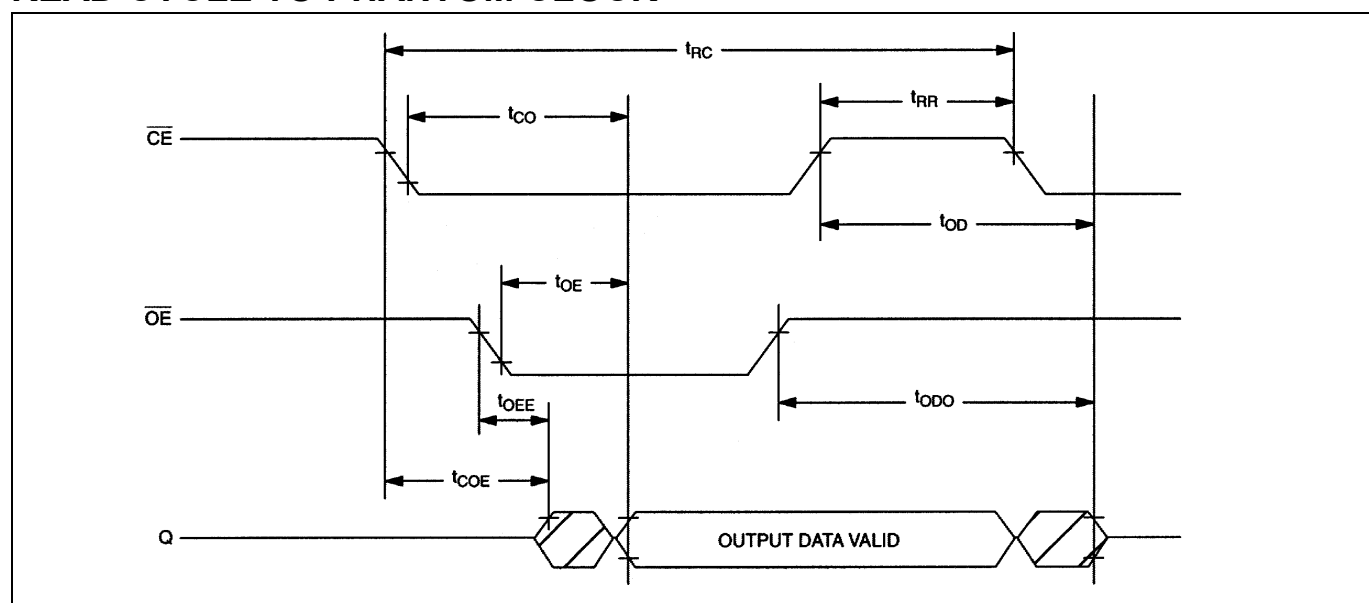 READ CYCLE TO PHANTOM CLOCK
tRC
tRR
tCO
CE
tOD
tOE
OE
tOEE
tODO
tCOE
Q
OUTPUT DATA VALID